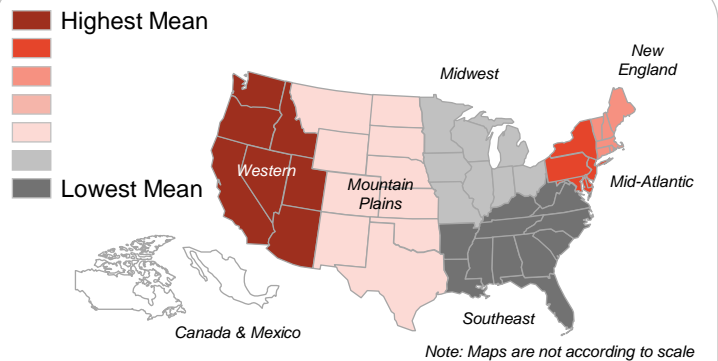 Highest Mean
Lowest Mean
Western
Mountain
Plains
Midwest
New
England
Mid-Atlantic
Southeast
Canada & Mexico
Note: Maps are not according to scale